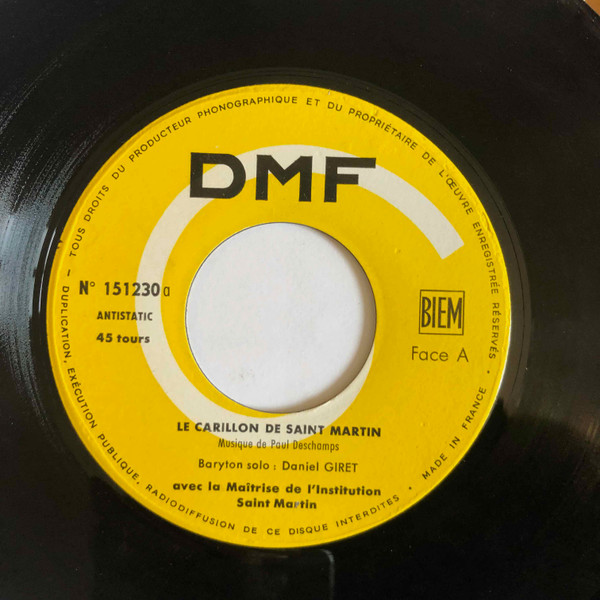 — TOUS DROITS DU PRODUCTEUR PHONOGRAPHIQUE ET DU PROPRIÉTAIRE DE L'ŒUVRE ENREGISTRÉE RÉSERVÉS —
DMF
N° 151230 a
ANTISTATIC
45 tours
BIEM
Face A
LE CARILLON DE SAINT MARTIN
Musique de Paul Deschamps
Baryton solo : Daniel GIRET
avec la Maîtrise de l'Institution
Saint Martin
DUPLICATION, EXÉCUTION PUBLIQUE, RADIODIFFUSION DE CE DISQUE INTERDITES • MADE IN FRANCE •